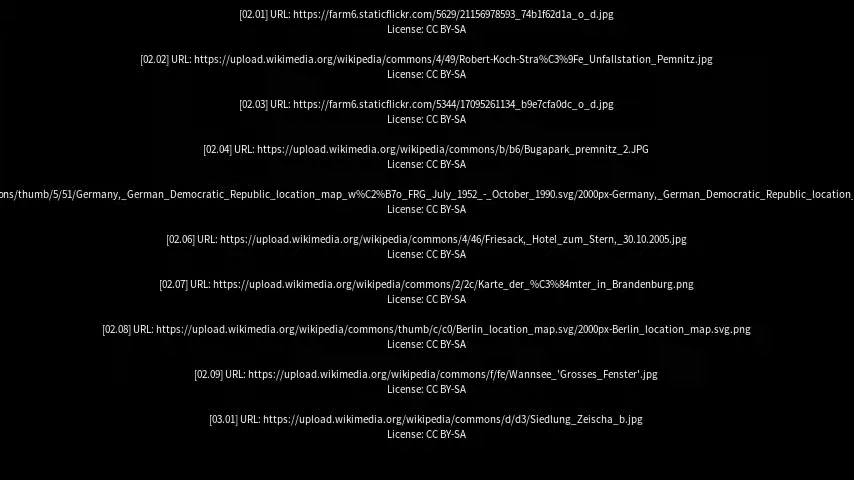 [02.01] URL: https://farm6.staticflickr.com/5629/21156978593_74b1f62d1a_o_d.jpg
License: CC BY-SA
[02.02] URL: https://upload.wikimedia.org/wikipedia/commons/4/49/Robert-Koch-Stra%C3%9Fe_Unfallstation_Pemnitz.jpg
License: CC BY-SA
[02.03] URL: https://farm6.staticflickr.com/5344/17095261134_b9e7cfa0dc_o_d.jpg
License: CC BY-SA
[02.04] URL: https://upload.wikimedia.org/wikipedia/commons/b/b6/Bugapark_premnitz_2.JPG
License: CC BY-SA
ons/thumb/5/51/Germany,_German_Democratic_Republic_location_map_w%C2%B7o_FRG_July_1952_-_October_1990.svg/2000px-Germany,_German_Democratic_Republic_location_
License: CC BY-SA
[02.06] URL: https://upload.wikimedia.org/wikipedia/commons/4/46/Friesack,_Hotel_zum_Stern,_30.10.2005.jpg
License: CC BY-SA
[02.07] URL: https://upload.wikimedia.org/wikipedia/commons/2/2c/Karte_der_%C3%84mter_in_Brandenburg.png
License: CC BY-SA
[02.08] URL: https://upload.wikimedia.org/wikipedia/commons/thumb/c/c0/Berlin_location_map.svg/2000px-Berlin_location_map.svg.png
License: CC BY-SA
[02.09] URL: https://upload.wikimedia.org/wikipedia/commons/f/fe/Wannsee_'Grosses_Fenster'.jpg
License: CC BY-SA
[03.01] URL: https://upload.wikimedia.org/wikipedia/commons/d/d3/Siedlung_Zeischa_b.jpg
License: CC BY-SA